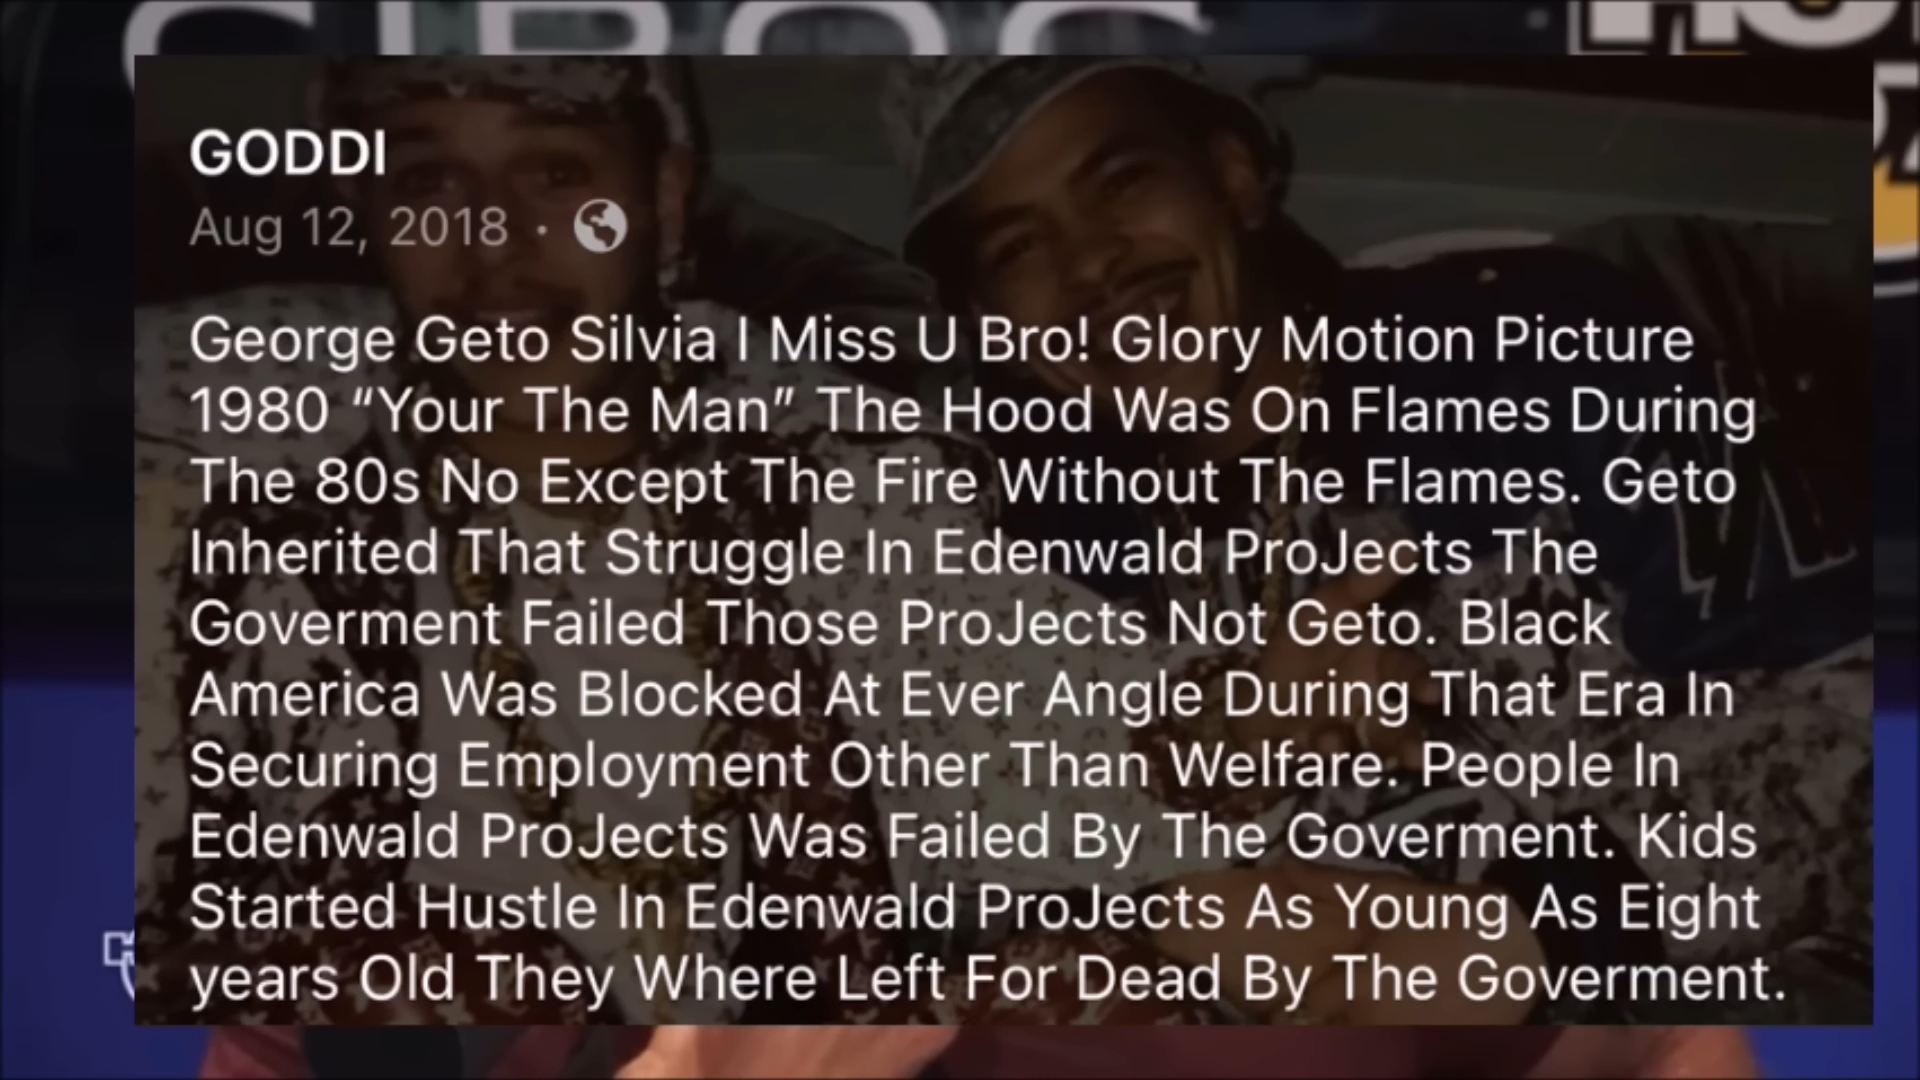 GODDI
Aug 12, 2018 ·
George Geto Silvia I Miss U Bro! Glory Motion Picture
1980 “Your The Man” The Hood Was On Flames During
The 80s No Except The Fire Without The Flames. Geto
Inherited That Struggle In Edenwald ProJects The
Goverment Failed Those ProJects Not Geto. Black
America Was Blocked At Ever Angle During That Era In
Securing Employment Other Than Welfare. People In
Edenwald ProJects Was Failed By The Goverment. Kids
Started Hustle In Edenwald ProJects As Young As Eight
years Old They Where Left For Dead By The Goverment.